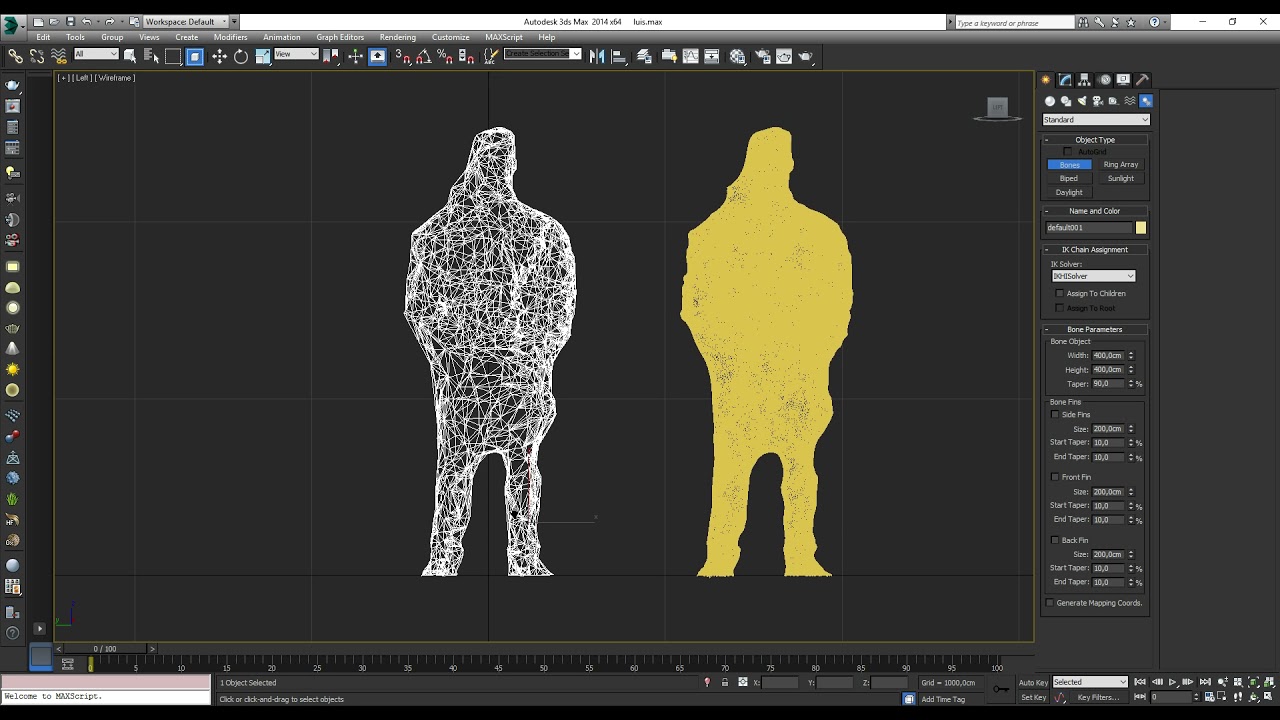 Workspace: Default
Autodesk 3ds Max 2014 x64 luis.max
Type a keyword or phrase
Edit Tools Group Views Create Modifiers Animation Graph Editors Rendering Customize MAXScript Help
All
View
Create Selection Se
[ + ] [ Left ] [ Wireframe ]
LEFT
Standard
- Object Type
AutoGrid
Bones Ring Array
Biped Sunlight
Daylight
- Name and Color
default001
- IK Chain Assignment
IK Solver:
IKHISolver
Assign To Children
Assign To Root
- Bone Parameters
Bone Object
Width: 400,0cm
Height: 400,0cm
Taper: 90,0 %
Bone Fins
Side Fins
Size: 200,0cm
Start Taper: 10,0 %
End Taper: 10,0 %
Front Fin
Size: 200,0cm
Start Taper: 10,0 %
End Taper: 10,0 %
Back Fin
Size: 200,0cm
Start Taper: 10,0 %
End Taper: 10,0 %
Generate Mapping Coords.
x
z
y
< 0 / 100 >
0 5 10 15 20 25 30 35 40 45 50 55 60 65 70 75 80 85 90 95 100
1 Object Selected
X: Y: Z: Grid = 1000,0cm
Auto Key Selected
Welcome to MAXScript.
Click or click-and-drag to select objects
Add Time Tag
Set Key Key Filters...
0